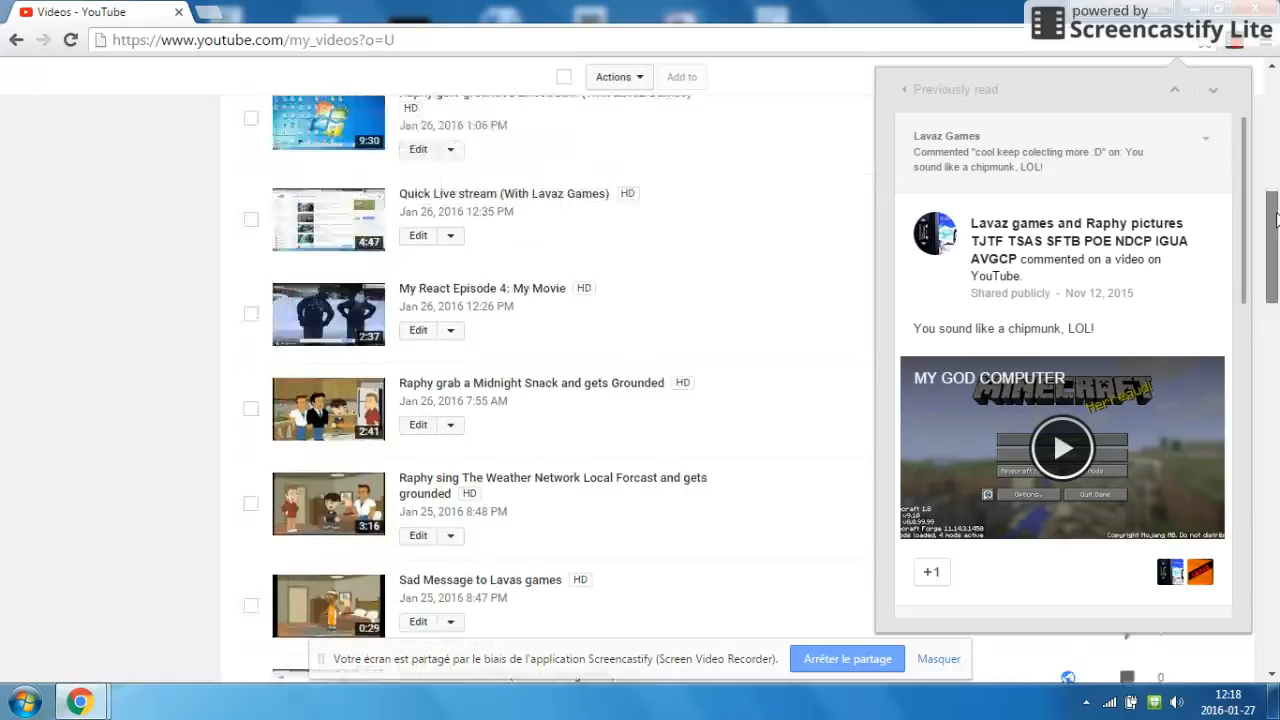 Videos - YouTube
powered by
Screencastify Lite
https://www.youtube.com/my_videos?o=U
Actions
Add to
HD
9:30
Jan 26, 2016 1:06 PM
Edit
Quick Live stream (With Lavaz Games) HD
Jan 26, 2016 12:35 PM
4:47
Edit
My React Episode 4: My Movie HD
Jan 26, 2016 12:26 PM
2:37
Edit
Raphy grab a Midnight Snack and gets Grounded HD
Jan 26, 2016 7:55 AM
2:41
Edit
Raphy sing The Weather Network Local Forcast and gets
grounded HD
Jan 25, 2016 8:48 PM
3:16
Edit
Sad Message to Lavas games HD
Jan 25, 2016 8:47 PM
0:29
Edit
Previously read
Lavaz Games
Commented "cool keep colecting more :D" on: You
sound like a chipmunk, LOL!
Lavaz games and Raphy pictures
TJTF TSAS SFTB POE NDCP IGUA
AVGCP commented on a video on
YouTube.
Shared publicly - Nov 12, 2015
You sound like a chipmunk, LOL!
MY GOD COMPUTER
MINECRAFT
Options...
Quit Game
+1
Votre écran est partagé par le biais de l'application Screencastify (Screen Video Recorder).
Arrêter le partage
Masquer
0
12:18
2016-01-27